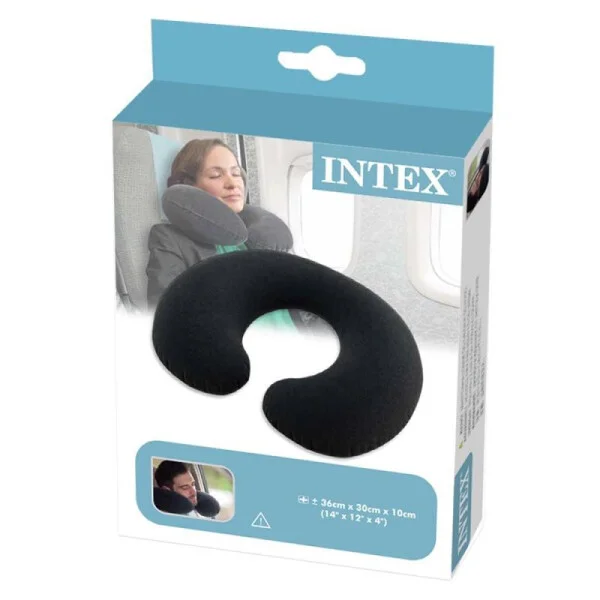 INTEX®
± 36cm x 30cm x 10cm
(14" x 12" x 4")
INTEX